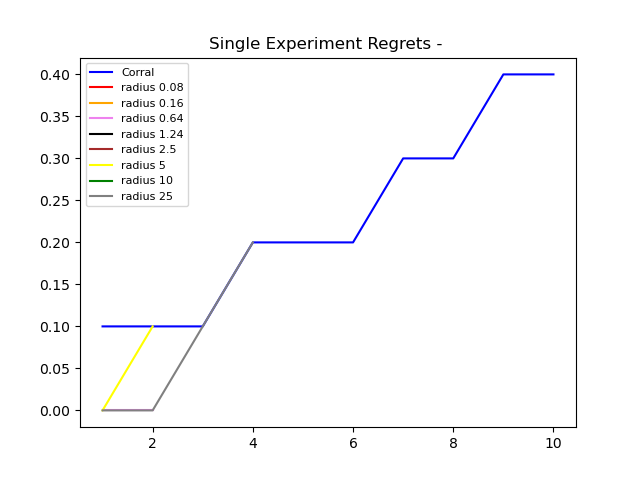 Single Experiment Regrets -
Corral
radius 0.08
radius 0.16
radius 0.64
radius 1.24
radius 2.5
radius 5
radius 10
radius 25
0.40
0.35
0.30
0.25
0.20
0.15
0.10
0.05
0.00
2 4 6 8 10